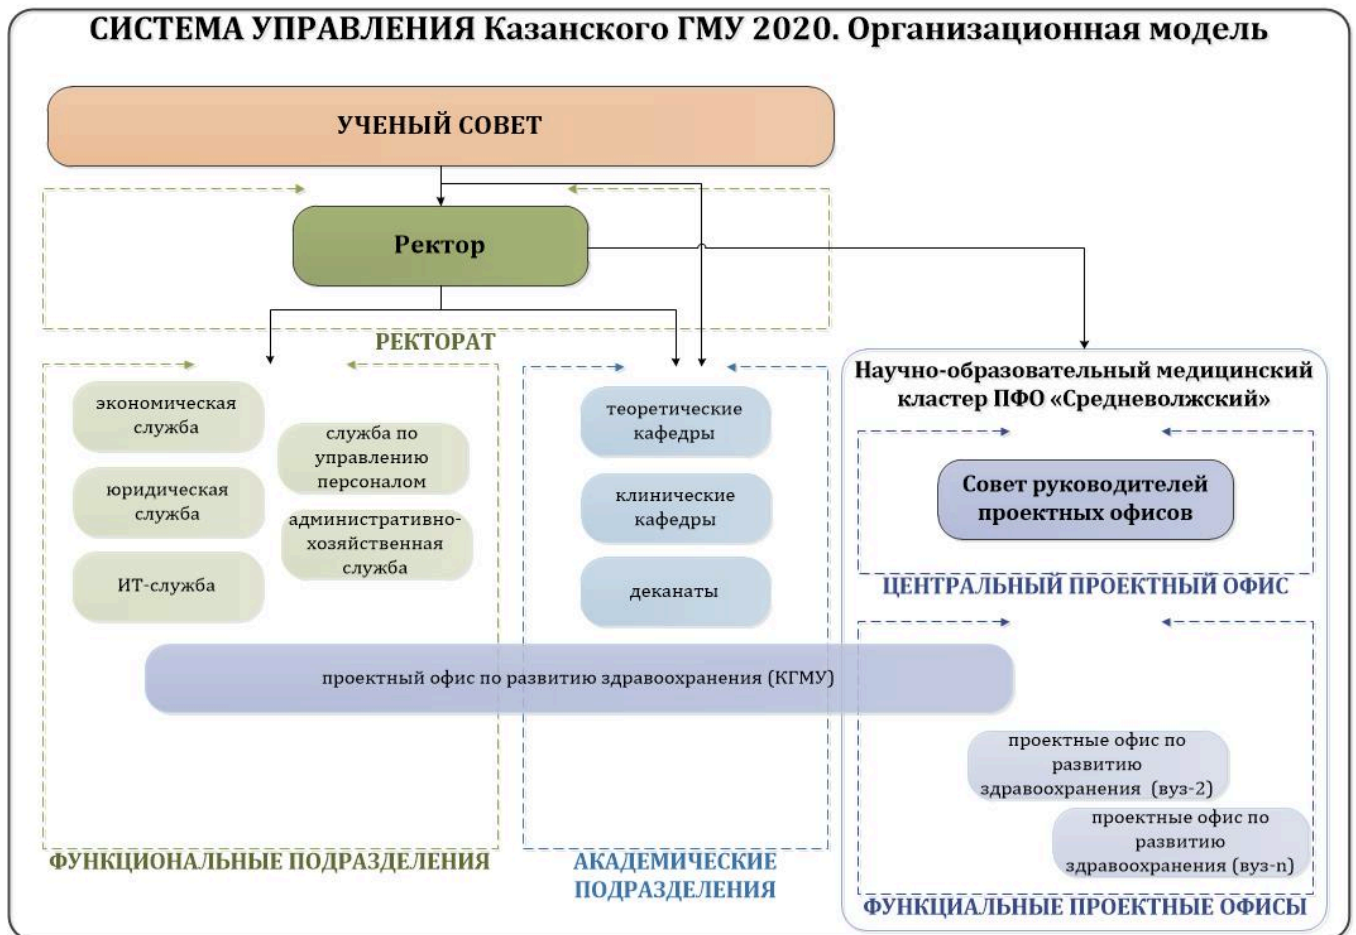 СИСТЕМА УПРАВЛЕНИЯ Казанского ГМУ 2020. Организационная модель
УЧЕНЫЙ СОВЕТ
Ректор
РЕКТОРАТ
экономическая
служба
юридическая
служба
ИТ-служба
служба по
управлению
персоналом
административно-
хозяйственная
служба
теоретические
кафедры
клинические
кафедры
деканаты
Научно-образовательный медицинский
кластер ПФО «Средневолжский»
Совет руководителей
проектных офисов
ЦЕНТРАЛЬНЫЙ ПРОЕКТНЫЙ ОФИС
проектный офис по развитию здравоохранения (КГМУ)
проектные офис по
развитию
здравоохранения (вуз-2)
проектные офис по
развитию
здравоохранения (вуз-n)
ФУНКЦИОНАЛЬНЫЕ ПОДРАЗДЕЛЕНИЯ
АКАДЕМИЧЕСКИЕ
ПОДРАЗДЕЛЕНИЯ
ФУНКЦИАЛЬНЫЕ ПРОЕКТНЫЕ ОФИСЫ